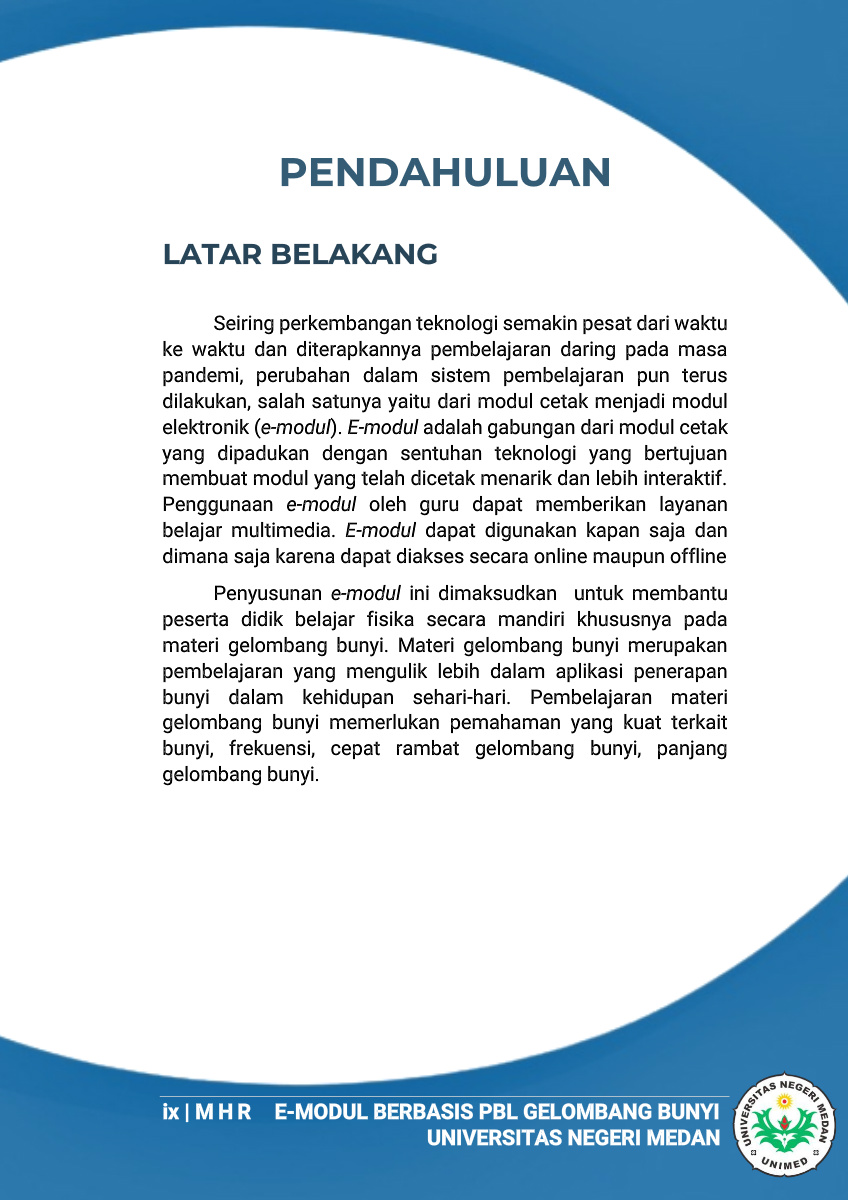 PENDAHULUAN
LATAR BELAKANG
Seiring perkembangan teknologi semakin pesat dari waktu
ke waktu dan diterapkannya pembelajaran daring pada masa
pandemi, perubahan dalam sistem pembelajaran pun terus
dilakukan, salah satunya yaitu dari modul cetak menjadi modul
elektronik (e-modul). E-modul adalah gabungan dari modul cetak
yang dipadukan dengan sentuhan teknologi yang bertujuan
membuat modul yang telah dicetak menarik dan lebih interaktif.
Penggunaan e-modul oleh guru dapat memberikan layanan
belajar multimedia. E-modul dapat digunakan kapan saja dan
dimana saja karena dapat diakses secara online maupun offline
Penyusunan e-modul ini dimaksudkan untuk membantu
peserta didik belajar fisika secara mandiri khususnya pada
materi gelombang bunyi. Materi gelombang bunyi merupakan
pembelajaran yang mengulik lebih dalam aplikasi penerapan
bunyi dalam kehidupan sehari-hari. Pembelajaran materi
gelombang bunyi memerlukan pemahaman yang kuat terkait
bunyi, frekuensi, cepat rambat gelombang bunyi, panjang
gelombang bunyi.
ix | M H R E-MODUL BERBASIS PBL GELOMBANG BUNYI
UNIVERSITAS NEGERI MEDAN
UNIVERSITAS NEGERI MEDAN
UNIMED